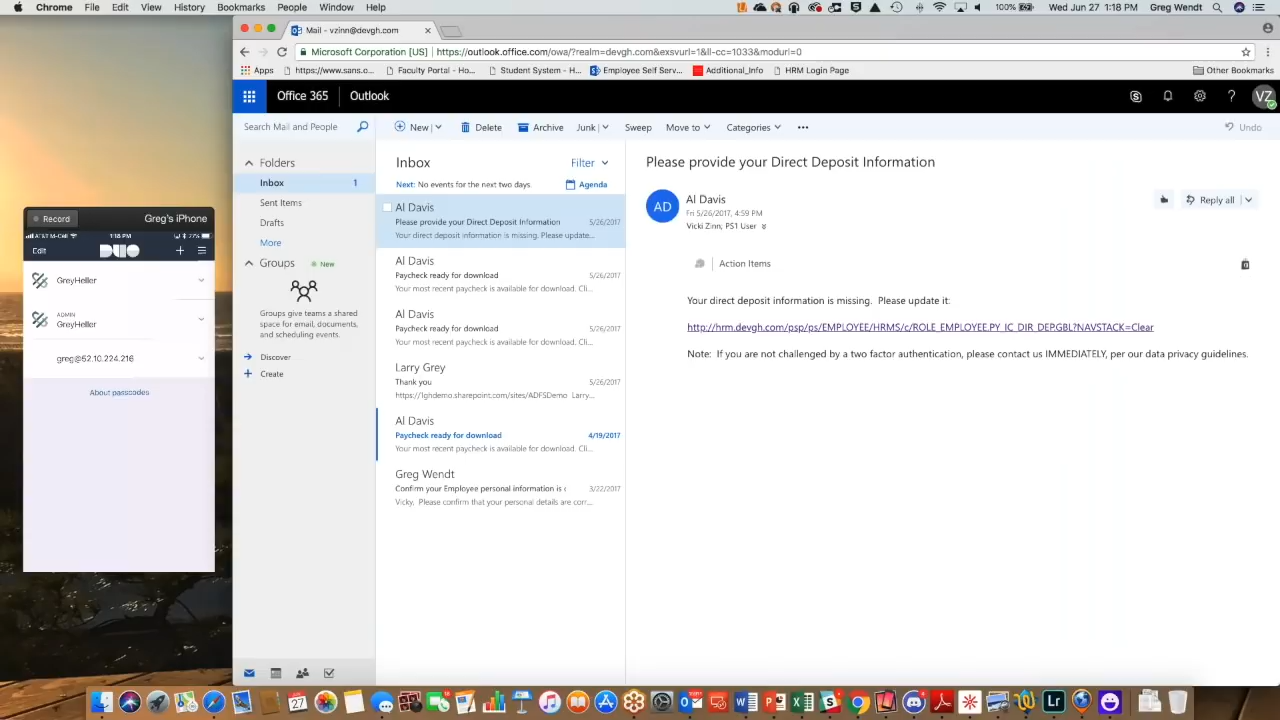 Chrome File Edit View History Bookmarks People Window Help
100% Wed Jun 27 1:18 PM Greg Wendt
Mail - vzinn@devgh.com
Microsoft Corporation [US] https://outlook.office.com/owa/?realm=devgh.com&exsvurl=1&ll-cc=1033&modurl=0
Apps https://www.sans.o... Faculty Portal - Ho... Student System - H... Employee Self Serv... Additional_Info HRM Login Page Other Bookmarks
Office 365 Outlook
VZ
Search Mail and People
New Delete Archive Junk Sweep Move to Categories Undo
Folders
Inbox 1
Sent Items
Drafts
More
Groups New
Groups give teams a shared
space for email, documents,
and scheduling events.
Discover
Create
Inbox Filter
Next: No events for the next two days. Agenda
Al Davis
Please provide your Direct Deposit Information 5/26/2017
Your direct deposit information is missing. Please update...
Al Davis
Paycheck ready for download 5/26/2017
Your most recent paycheck is available for download. Cli...
Al Davis
Paycheck ready for download 5/26/2017
Your most recent paycheck is available for download. Cli...
Larry Grey
Thank you 5/26/2017
https://1ghdemo.sharepoint.com/sites/ADFSDemo Larry...
Al Davis
Paycheck ready for download 4/19/2017
Your most recent paycheck is available for download. Cli...
Greg Wendt
Confirm your Employee personal information is 3/22/2017
Vicky, Please confirm that your personal details are corr...
Please provide your Direct Deposit Information
AD
Al Davis
Fri 5/26/2017, 4:59 PM
Vicki Zinn; PS1 User
Reply all
Action Items
Your direct deposit information is missing. Please update it:
http://hrm.devgh.com/psp/ps/EMPLOYEE/HRMS/c/ROLE_EMPLOYEE.PY_IC_DIR_DEP.GBL?NAVSTACK=Clear
Note: If you are not challenged by a two factor authentication, please contact us IMMEDIATELY, per our data privacy guidelines.
Record Greg's iPhone
AT&T M-Cell 1:18 PM 77%
Edit DUO
GreyHeller
ADMIN
GreyHeller
greg@52.10.224.216
About passcodes
27
Lr